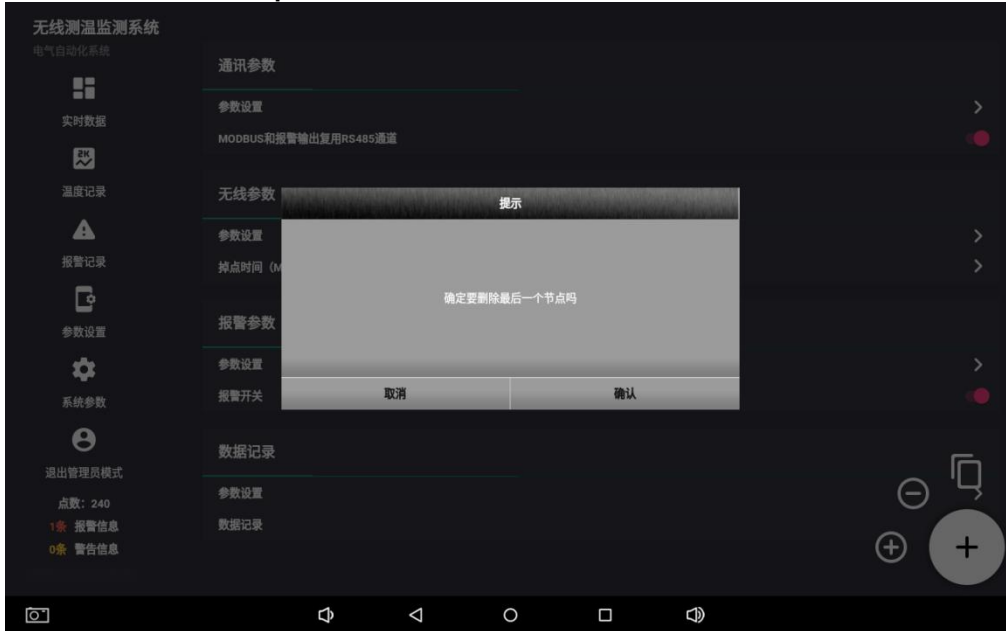 无线测温监测系统
电气自动化系统
实时数据
2K
温度记录
报警记录
参数设置
系统参数
退出管理员模式
点数：240
1条 报警信息
0条 警告信息
通讯参数
参数设置
MODBUS和报警输出复用RS485通道
无线参数
参数设置
掉点时间（M
报警参数
参数设置
报警开关
数据记录
参数设置
数据记录
提示
确定要删除最后一个节点吗
取消 确认